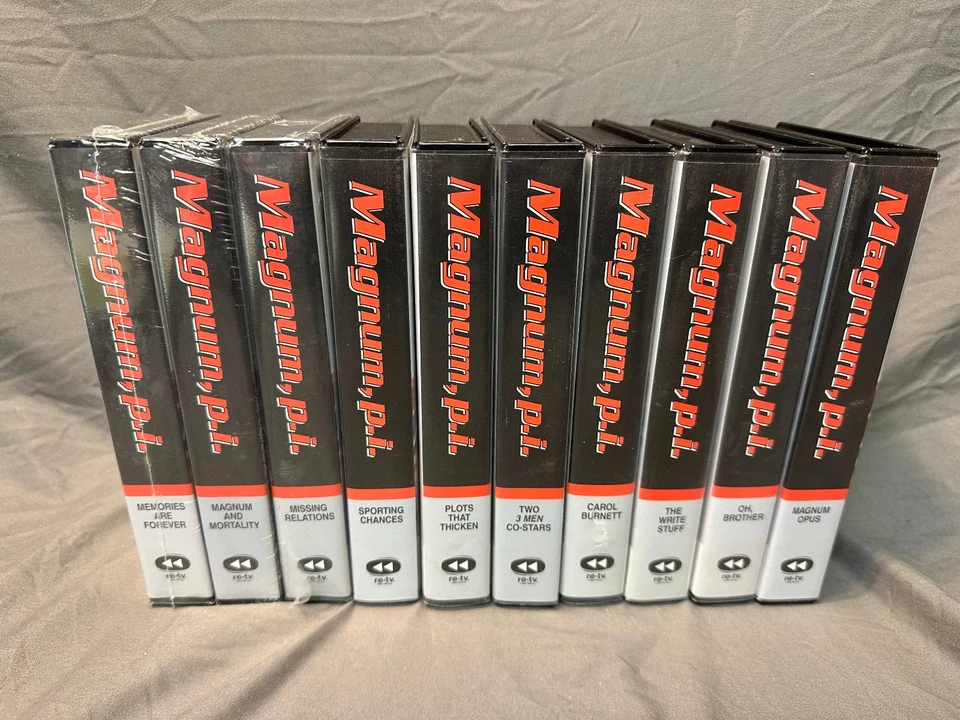 Magnum, p.i.
MEMORIES
ARE
FOREVER
re-tv.
Magnum, p.i.
MAGNUM
AND
MORTALITY
re-tv.
Magnum, p.i.
MISSING
RELATIONS
re-tv.
Magnum, p.i.
SPORTING
CHANCES
re-tv.
Magnum, p.i.
PLOTS
THAT
THICKEN
re-tv.
Magnum, p.i.
TWO
3 MEN
CO-STARS
re-tv.
Magnum, p.i.
CAROL
BURNETT
re-tv.
Magnum, p.i.
THE
WRITE
STUFF
re-tv.
Magnum, p.i.
OH,
BROTHER
re-tv.
Magnum, p.i.
MAGNUM
OPUS
re-tv.